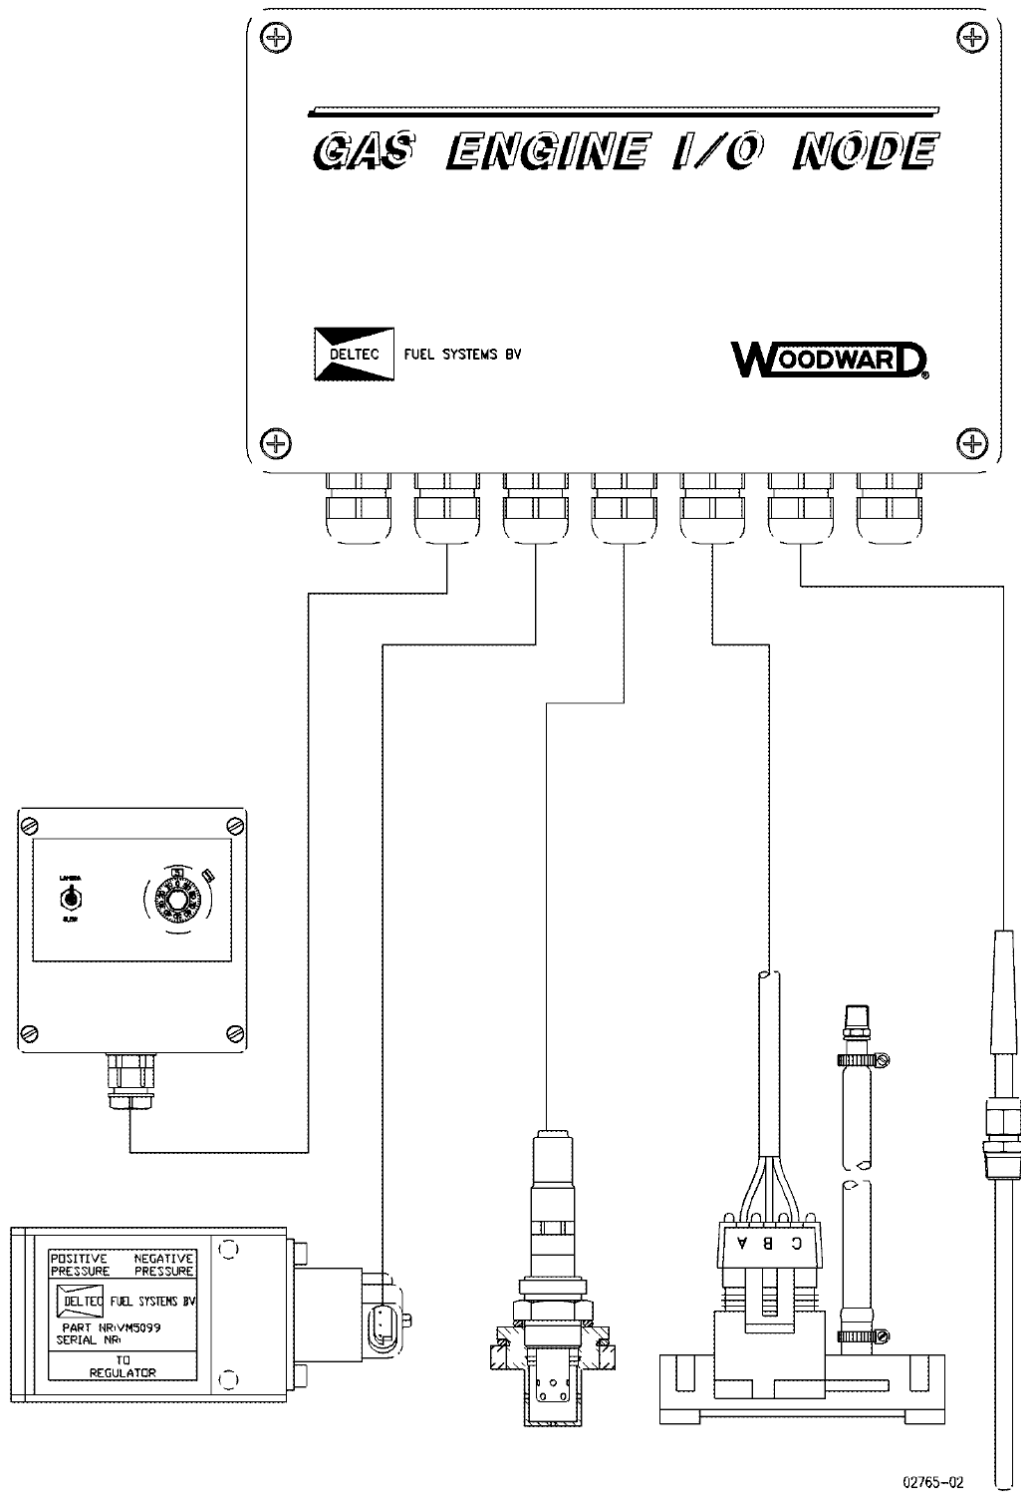 GAS ENGINE I/O NODE
DELTEC FUEL SYSTEMS BV
WOODWARD®
LAMBDA
POSITIVE NEGATIVE
PRESSURE PRESSURE
DELTEC FUEL SYSTEMS BV
PART NR:VM5099
SERIAL NR:
TO
REGULATOR
A B C
02765-02